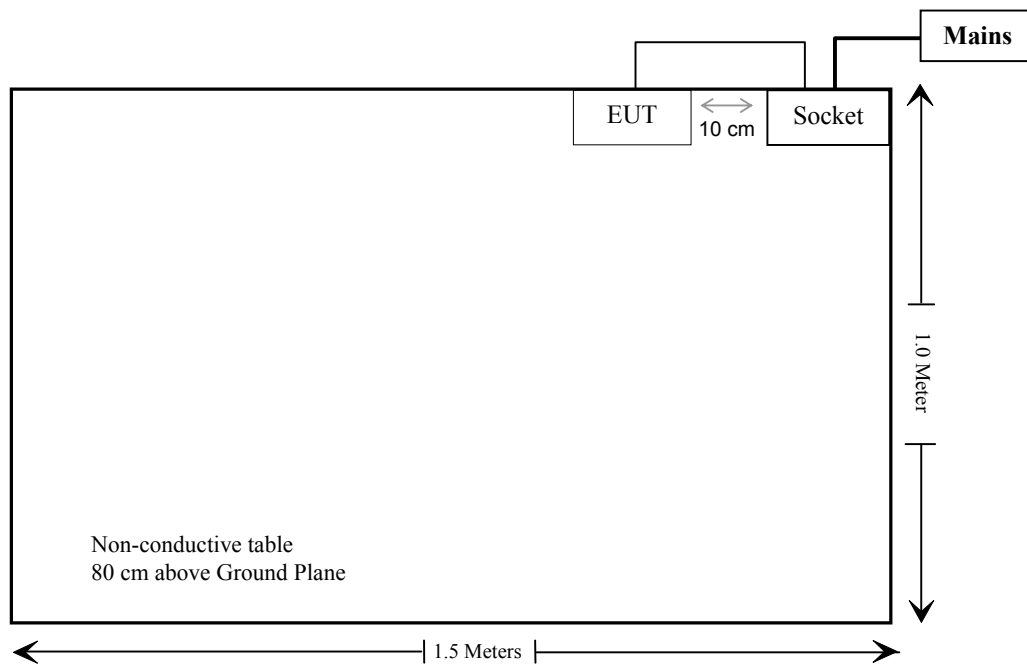 Mains
EUT
10 cm
Socket
1.0 Meter
Non-conductive table
80 cm above Ground Plane
1.5 Meters